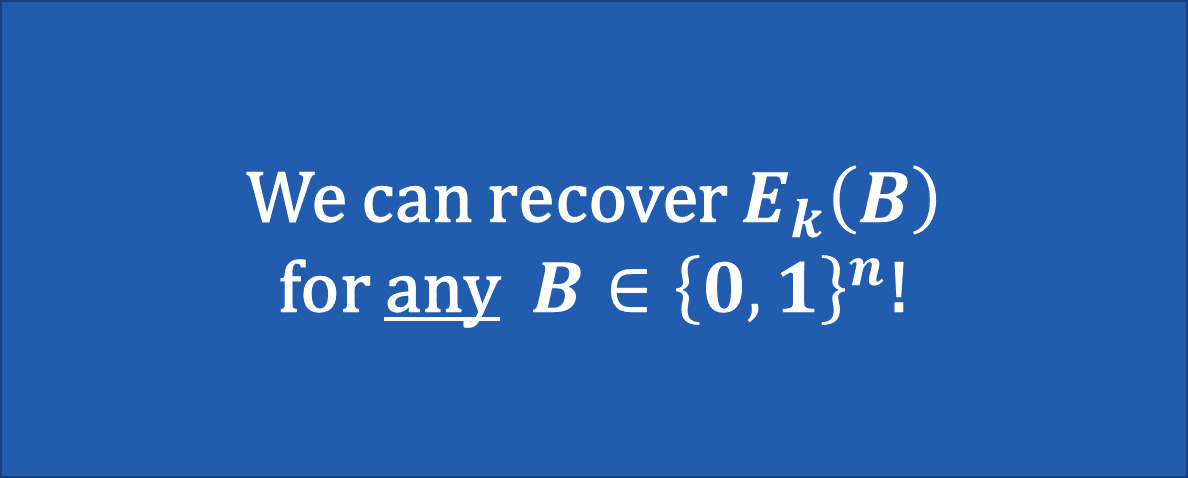 We can recover E_k(B)
for any B ∈ {0, 1}^n!